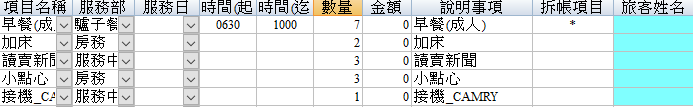 項目名稱 服務部 服務日 時間(起 時間(迄 數量 金額 說明事項 拆帳項目 旅客姓名
早餐(成 驢子餐 0630 1000 7 0 早餐(成人) *
加床 房務 2 0 加床
讀賣新聞 服務中 3 0 讀賣新聞
小點心 房務 3 0 小點心
接機_CA 服務中 1 0 接機_CAMRY